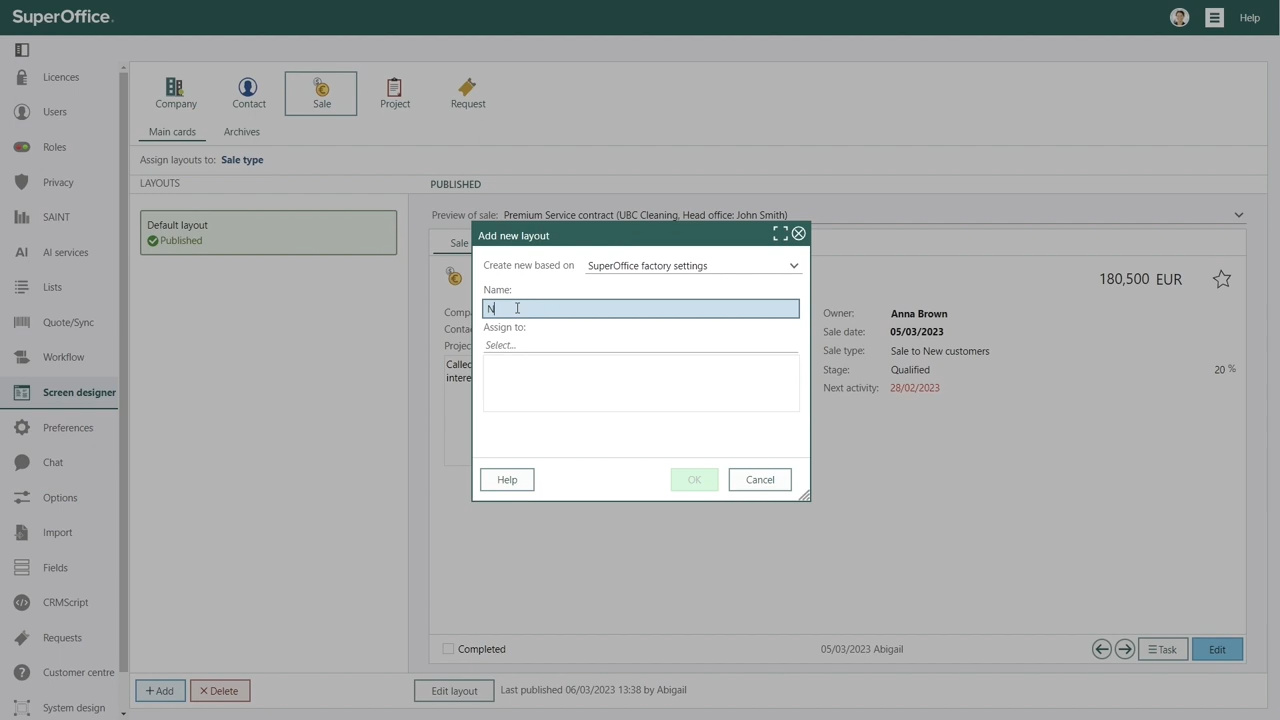 SuperOffice.
Help
Licences
Users
Roles
Privacy
SAINT
AI AI services
Lists
Quote/Sync
Workflow
Screen designer
Preferences
Chat
Options
Import
Fields
CRMScript
Requests
Customer centre
System design
Company
Contact
Sale
Project
Request
Main cards
Archives
Assign layouts to: Sale type
LAYOUTS
Default layout
Published
+ Add
× Delete
PUBLISHED
Preview of sale: Premium Service contract (UBC Cleaning, Head office: John Smith)
Sale
180,500 EUR
Owner: Anna Brown
Sale date: 05/03/2023
Sale type: Sale to New customers
Stage: Qualified 20 %
Next activity: 28/02/2023
Add new layout
Create new based on SuperOffice factory settings
Name:
N
Assign to:
Select...
Help
OK
Cancel
Completed
05/03/2023 Abigail
Task
Edit
Edit layout
Last published 06/03/2023 13:38 by Abigail